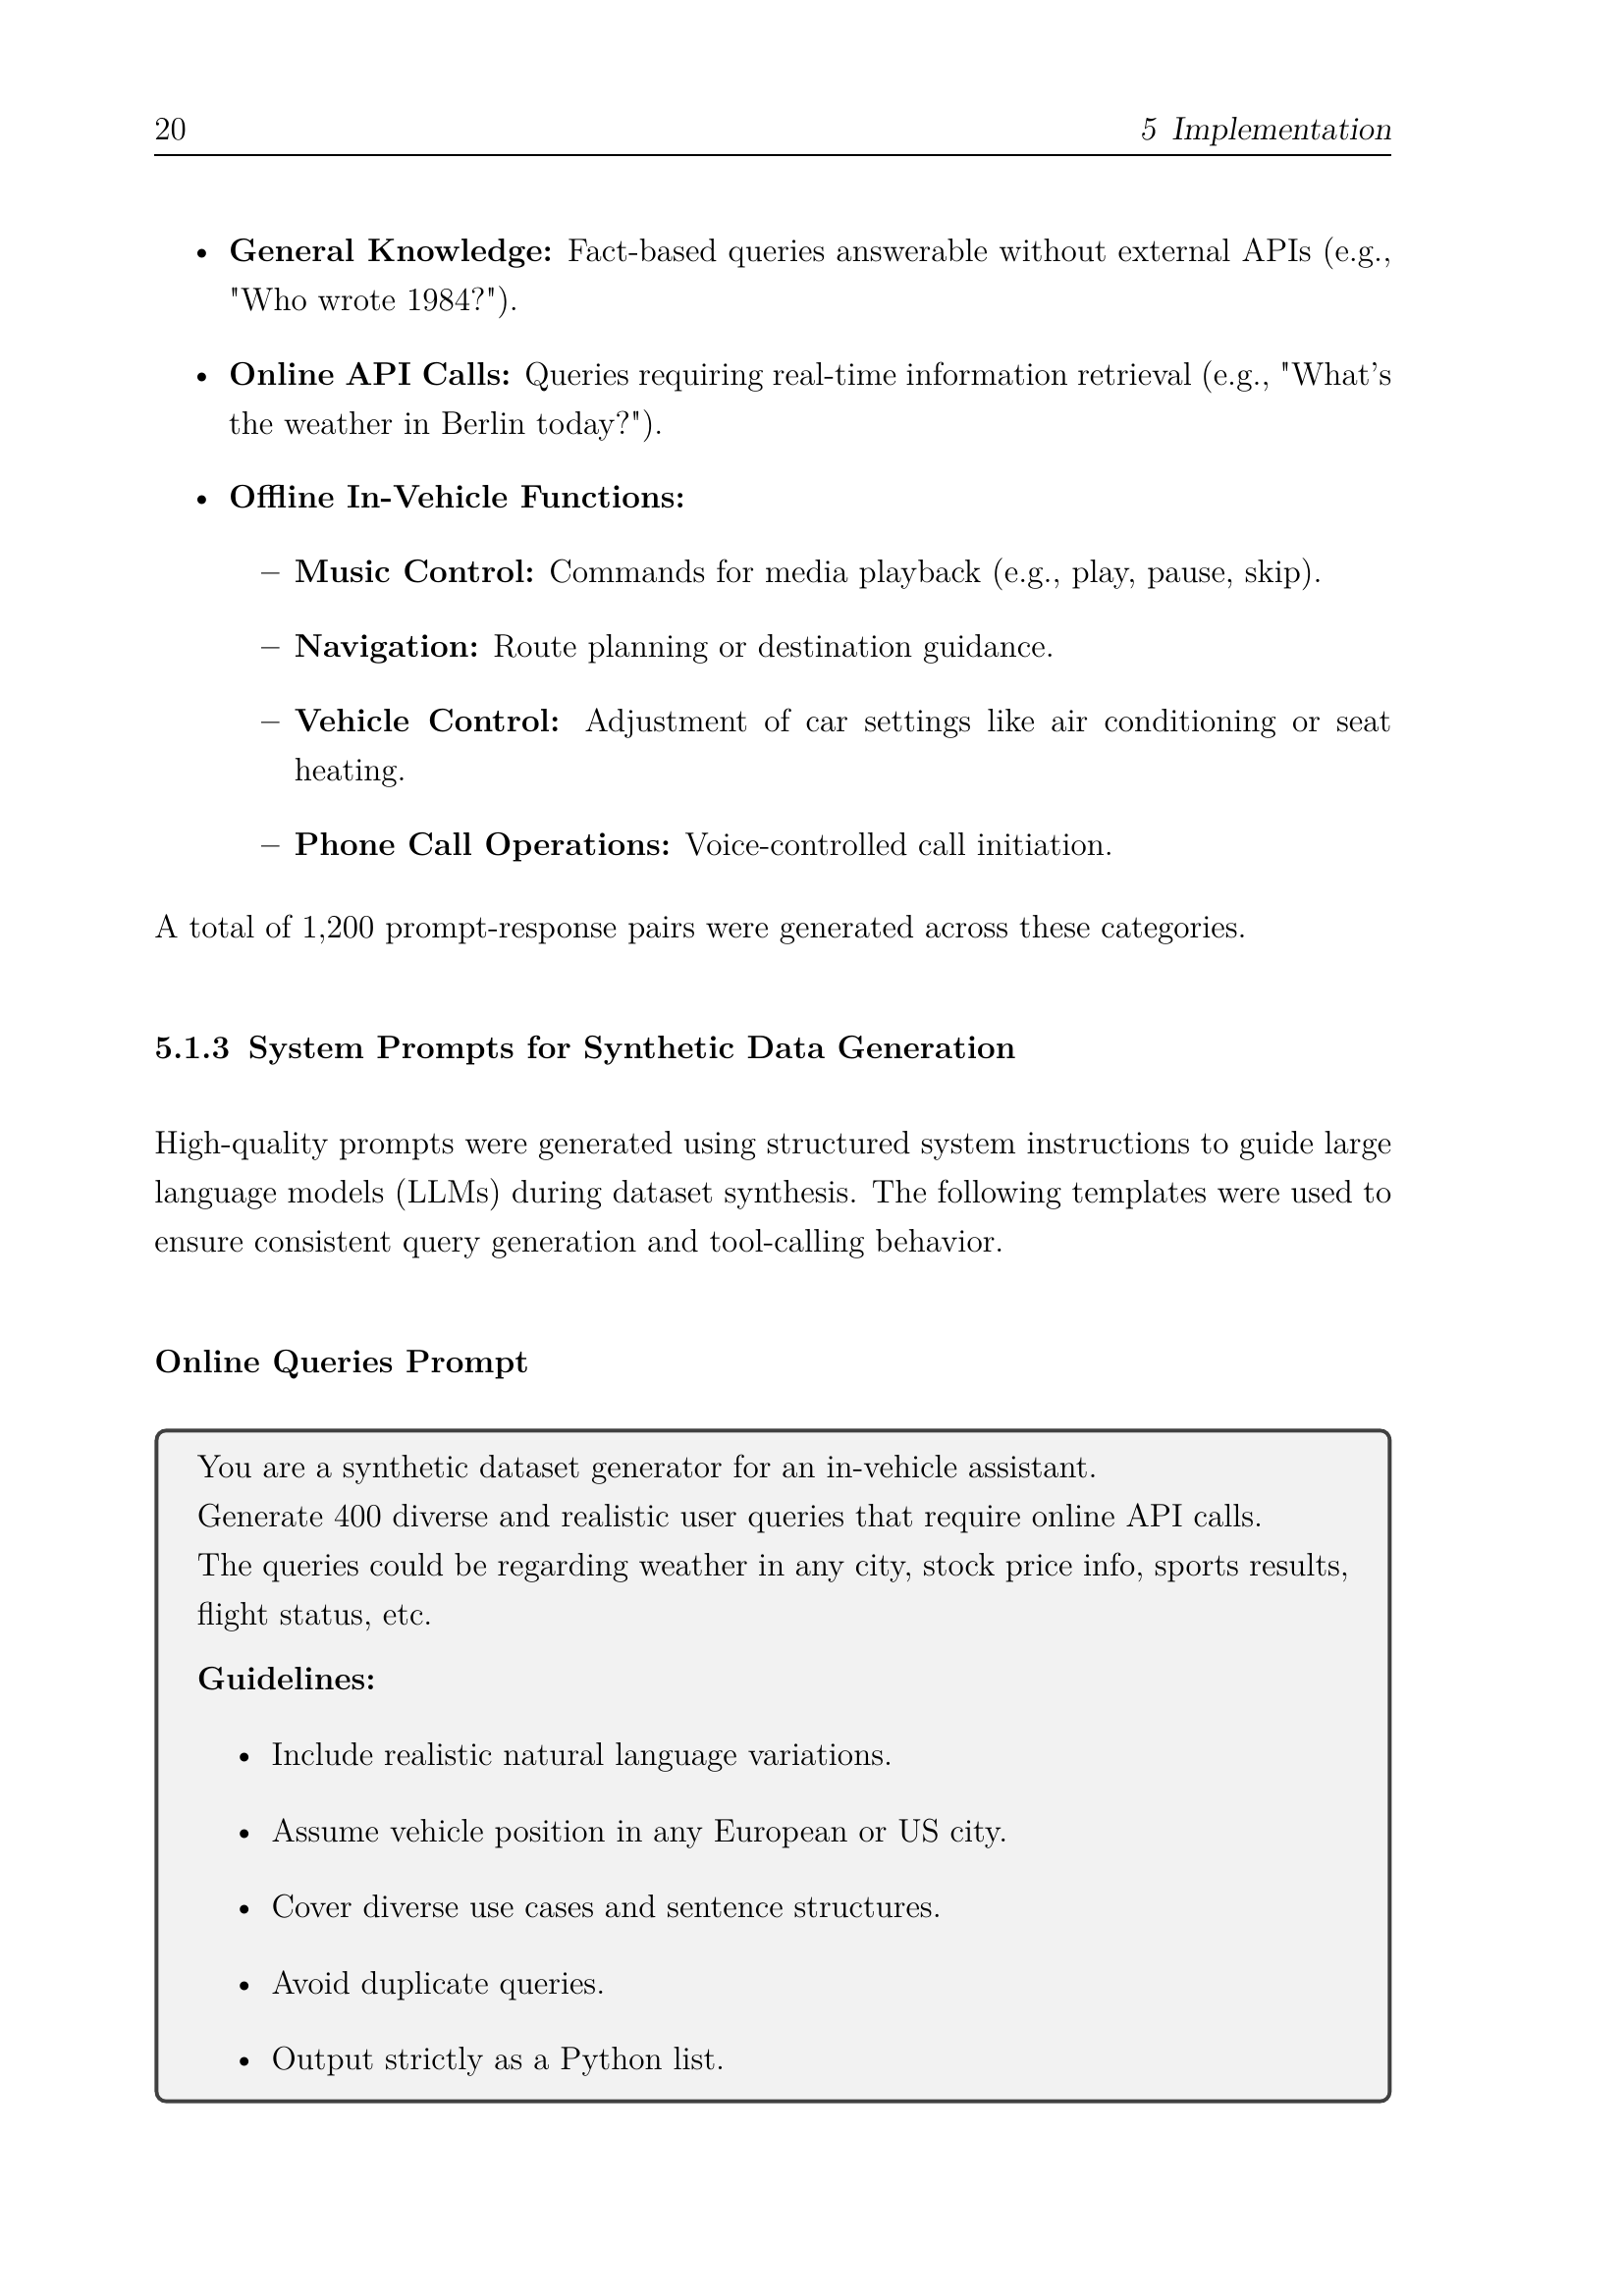 20 5 Implementation
• General Knowledge: Fact-based queries answerable without external APIs (e.g.,
"Who wrote 1984?").
• Online API Calls: Queries requiring real-time information retrieval (e.g., "What's
the weather in Berlin today?").
• Offline In-Vehicle Functions:
– Music Control: Commands for media playback (e.g., play, pause, skip).
– Navigation: Route planning or destination guidance.
– Vehicle Control: Adjustment of car settings like air conditioning or seat
heating.
– Phone Call Operations: Voice-controlled call initiation.
A total of 1,200 prompt-response pairs were generated across these categories.
5.1.3 System Prompts for Synthetic Data Generation
High-quality prompts were generated using structured system instructions to guide large
language models (LLMs) during dataset synthesis. The following templates were used to
ensure consistent query generation and tool-calling behavior.
Online Queries Prompt
You are a synthetic dataset generator for an in-vehicle assistant.
Generate 400 diverse and realistic user queries that require online API calls.
The queries could be regarding weather in any city, stock price info, sports results,
flight status, etc.
Guidelines:
• Include realistic natural language variations.
• Assume vehicle position in any European or US city.
• Cover diverse use cases and sentence structures.
• Avoid duplicate queries.
• Output strictly as a Python list.